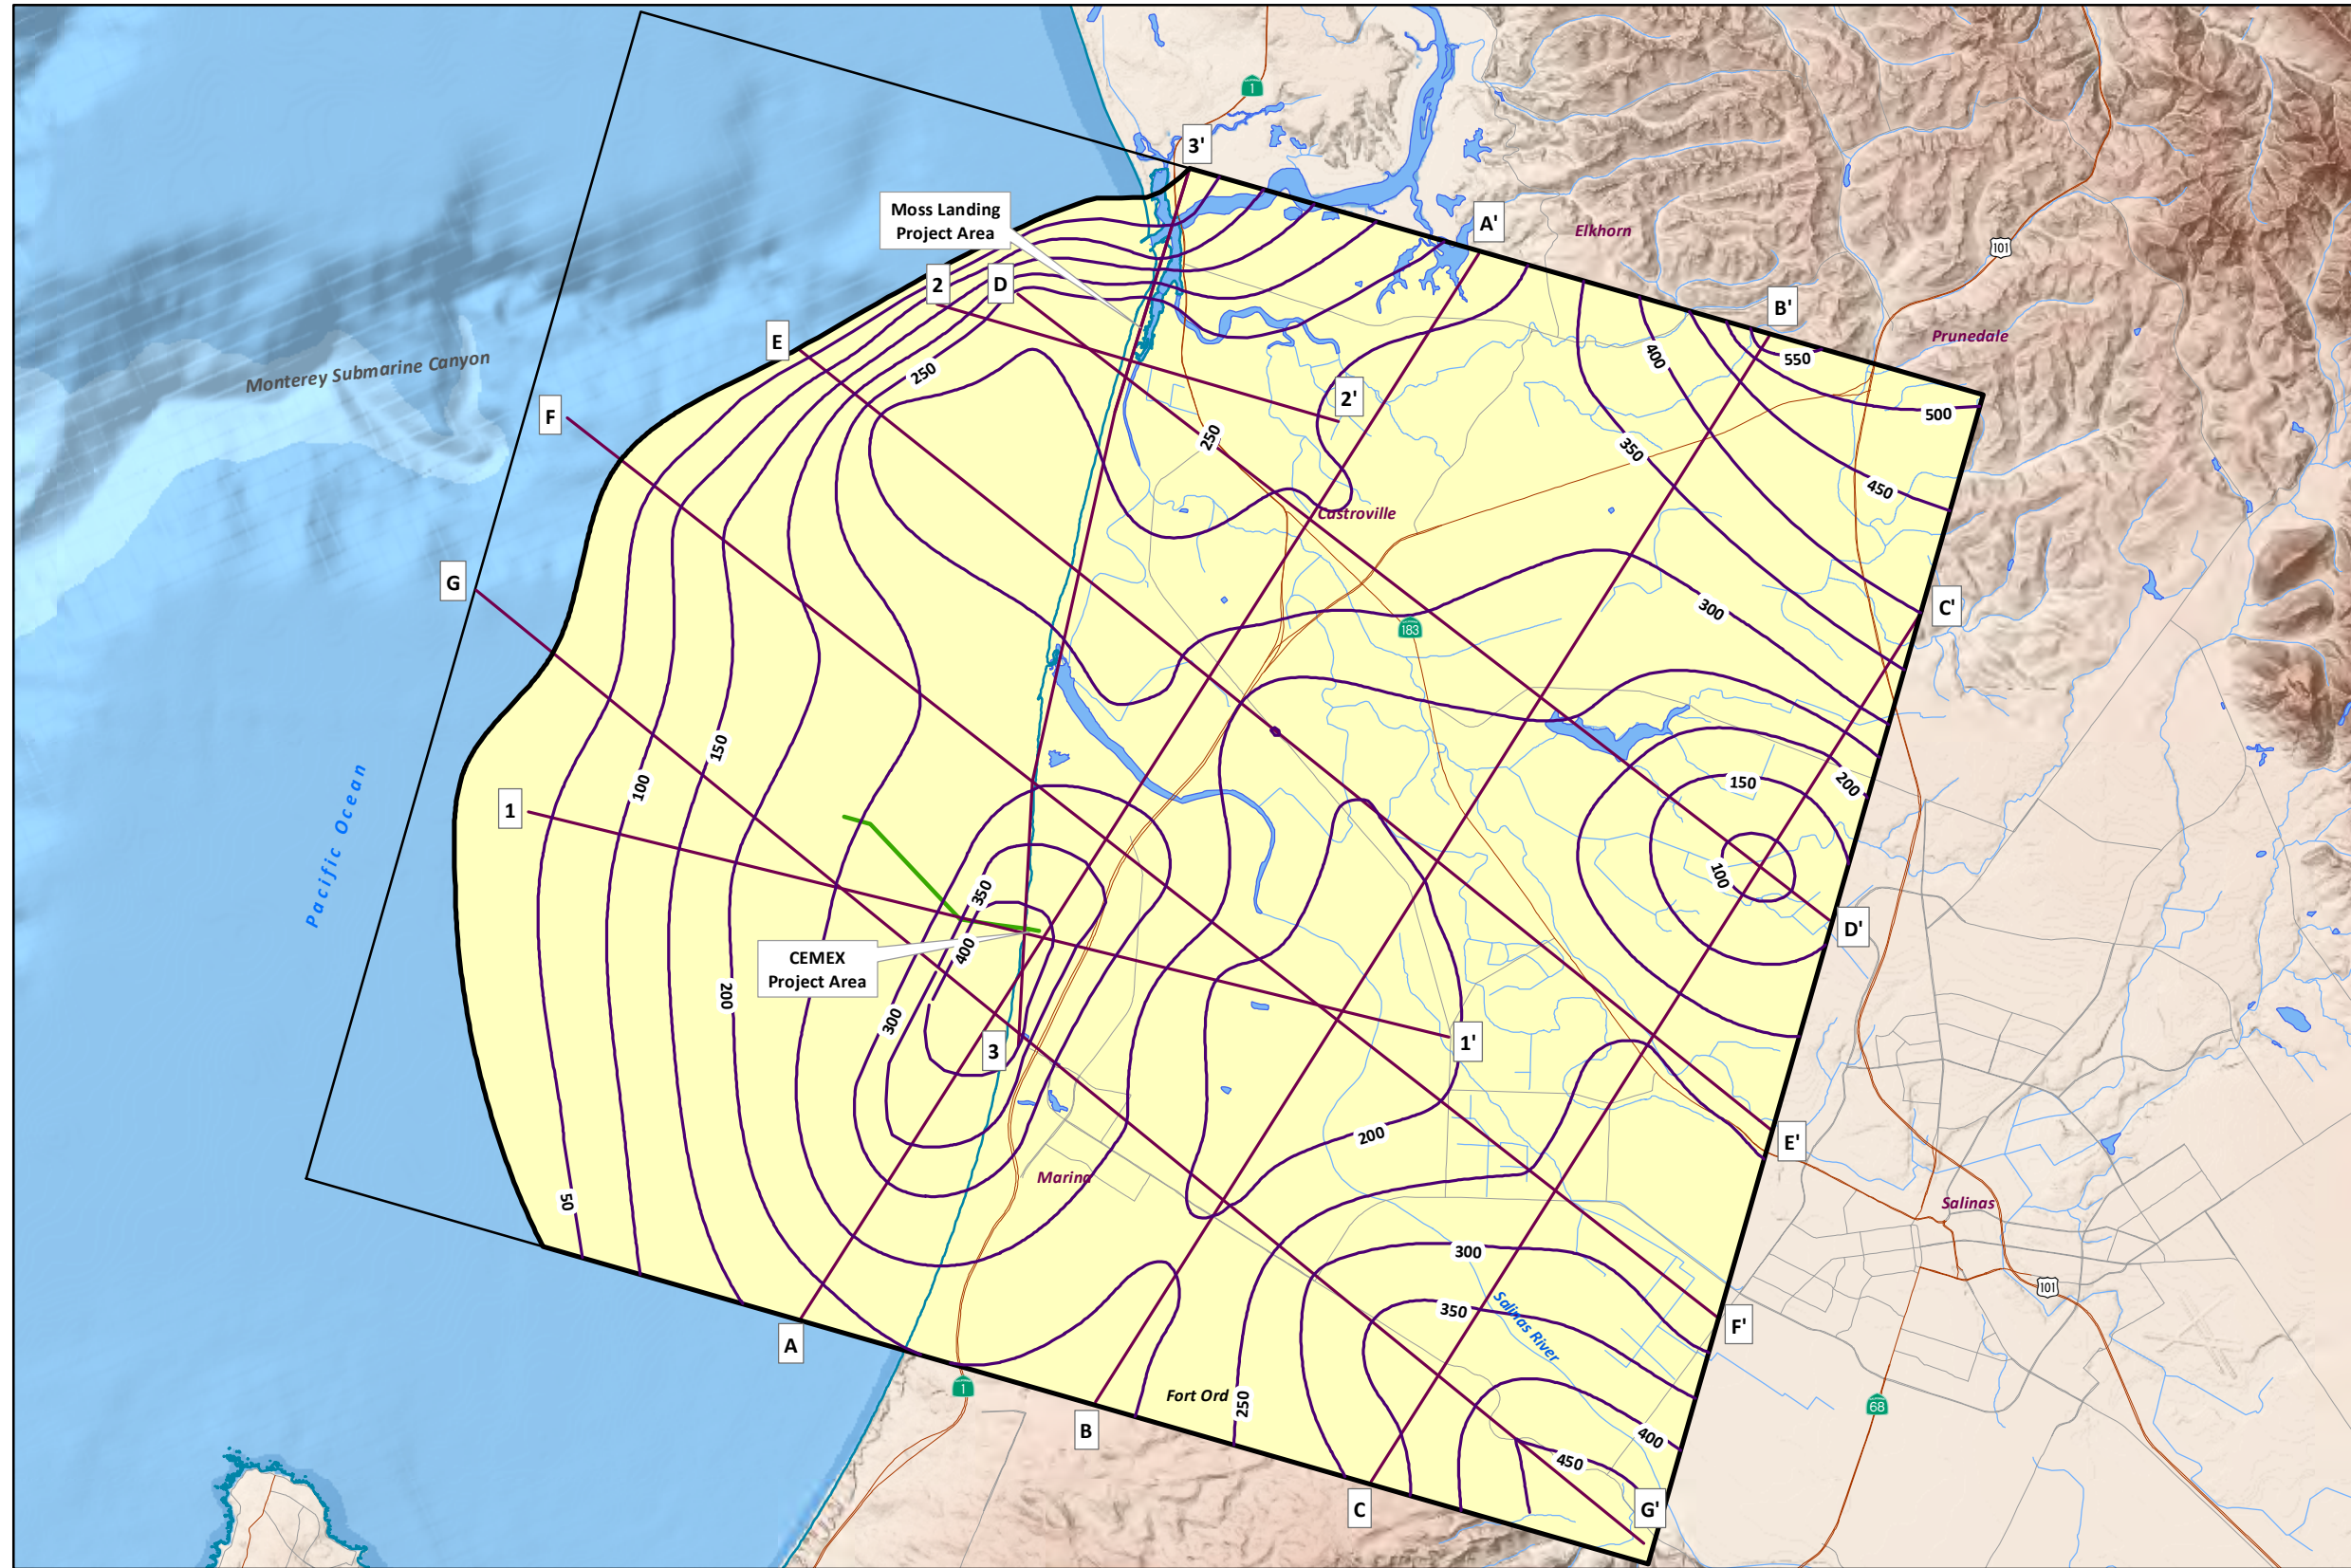 1
3'
Moss Landing
Project Area
A'
Elkhorn
101
2
D
B'
Prunedale
E
550
400
Monterey Submarine Canyon
250
2'
F
500
250
350
450
Castroville
G
C'
300
183
150
100
150
200
Pacific Ocean
1
100
350
D'
400
CEMEX
Project Area
200
300
3
1'
200
E'
Marina
50
Salinas
300
101
350
Salinas River
F'
A
1
Fort Ord
250
68
B
400
450
C
G'